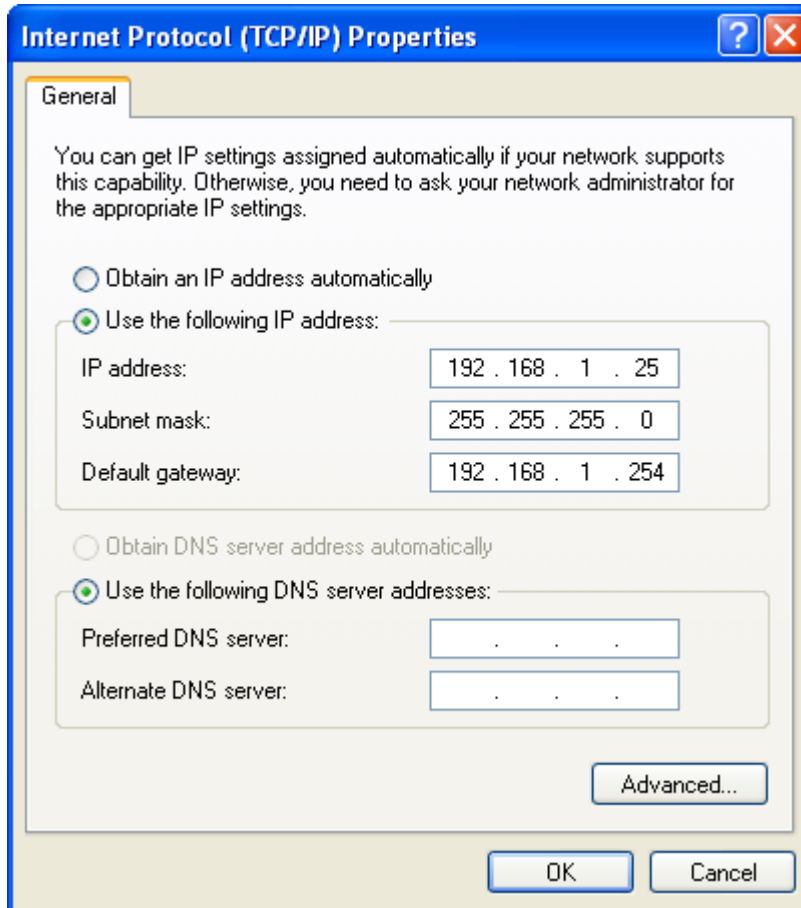 Internet Protocol (TCP/IP) Properties
General
You can get IP settings assigned automatically if your network supports
this capability. Otherwise, you need to ask your network administrator for
the appropriate IP settings.
Obtain an IP address automatically
Use the following IP address:
IP address: 192 . 168 . 1 . 25
Subnet mask: 255 . 255 . 255 . 0
Default gateway: 192 . 168 . 1 . 254
Obtain DNS server address automatically
Use the following DNS server addresses:
Preferred DNS server: . . .
Alternate DNS server: . . .
Advanced...
OK Cancel